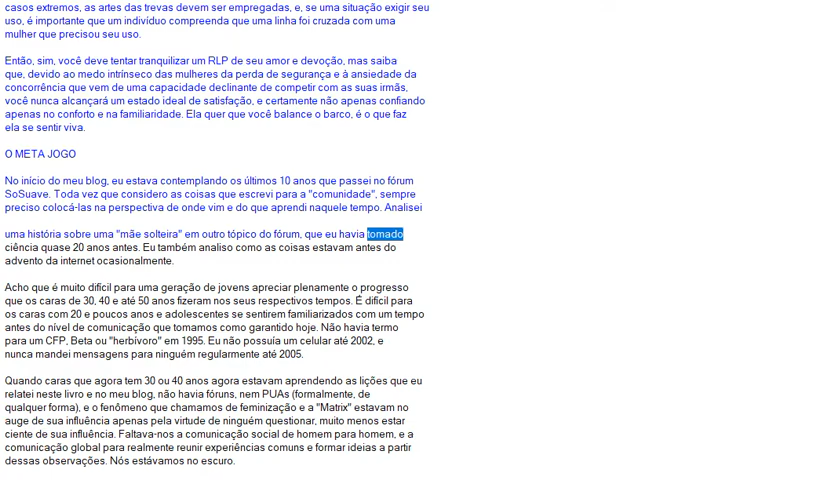 casos extremos, as artes das trevas devem ser empregadas, e, se uma situação exigir seu
uso, é importante que um indivíduo compreenda que uma linha foi cruzada com uma
mulher que precisou seu uso.
Então, sim, você deve tentar tranquilizar um RLP de seu amor e devoção, mas saiba
que, devido ao medo intrínseco das mulheres da perda de segurança e à ansiedade da
concorrência que vem de uma capacidade declinante de competir com as suas irmãs,
você nunca alcançará um estado ideal de satisfação, e certamente não apenas confiando
apenas no conforto e na familiaridade. Ela quer que você balance o barco, é o que faz
ela se sentir viva.
O META JOGO
No início do meu blog, eu estava contemplando os últimos 10 anos que passei no fórum
SoSuave. Toda vez que considero as coisas que escrevi para a "comunidade", sempre
preciso colocá-las na perspectiva de onde vim e do que aprendi naquele tempo. Analisei
uma história sobre uma "mãe solteira" em outro tópico do fórum, que eu havia tomado
ciência quase 20 anos antes. Eu também analiso como as coisas estavam antes do
advento da internet ocasionalmente.
Acho que é muito difícil para uma geração de jovens apreciar plenamente o progresso
que os caras de 30, 40 e até 50 anos fizeram nos seus respectivos tempos. É difícil para
os caras com 20 e poucos anos e adolescentes se sentirem familiarizados com um tempo
antes do nível de comunicação que tomamos como garantido hoje. Não havia termo
para um CFP, Beta ou "herbívoro" em 1995. Eu não possuía um celular até 2002, e
nunca mandei mensagens para ninguém regularmente até 2005.
Quando caras que agora tem 30 ou 40 anos agora estavam aprendendo as lições que eu
relatei neste livro e no meu blog, não havia fóruns, nem PUAs (formalmente, de
qualquer forma), e o fenômeno que chamamos de feminização e a "Matrix" estavam no
auge de sua influência apenas pela virtude de ninguém questionar, muito menos estar
ciente de sua influência. Faltava-nos a comunicação social de homem para homem, e a
comunicação global para realmente reunir experiências comuns e formar ideias a partir
dessas observações. Nós estávamos no escuro.